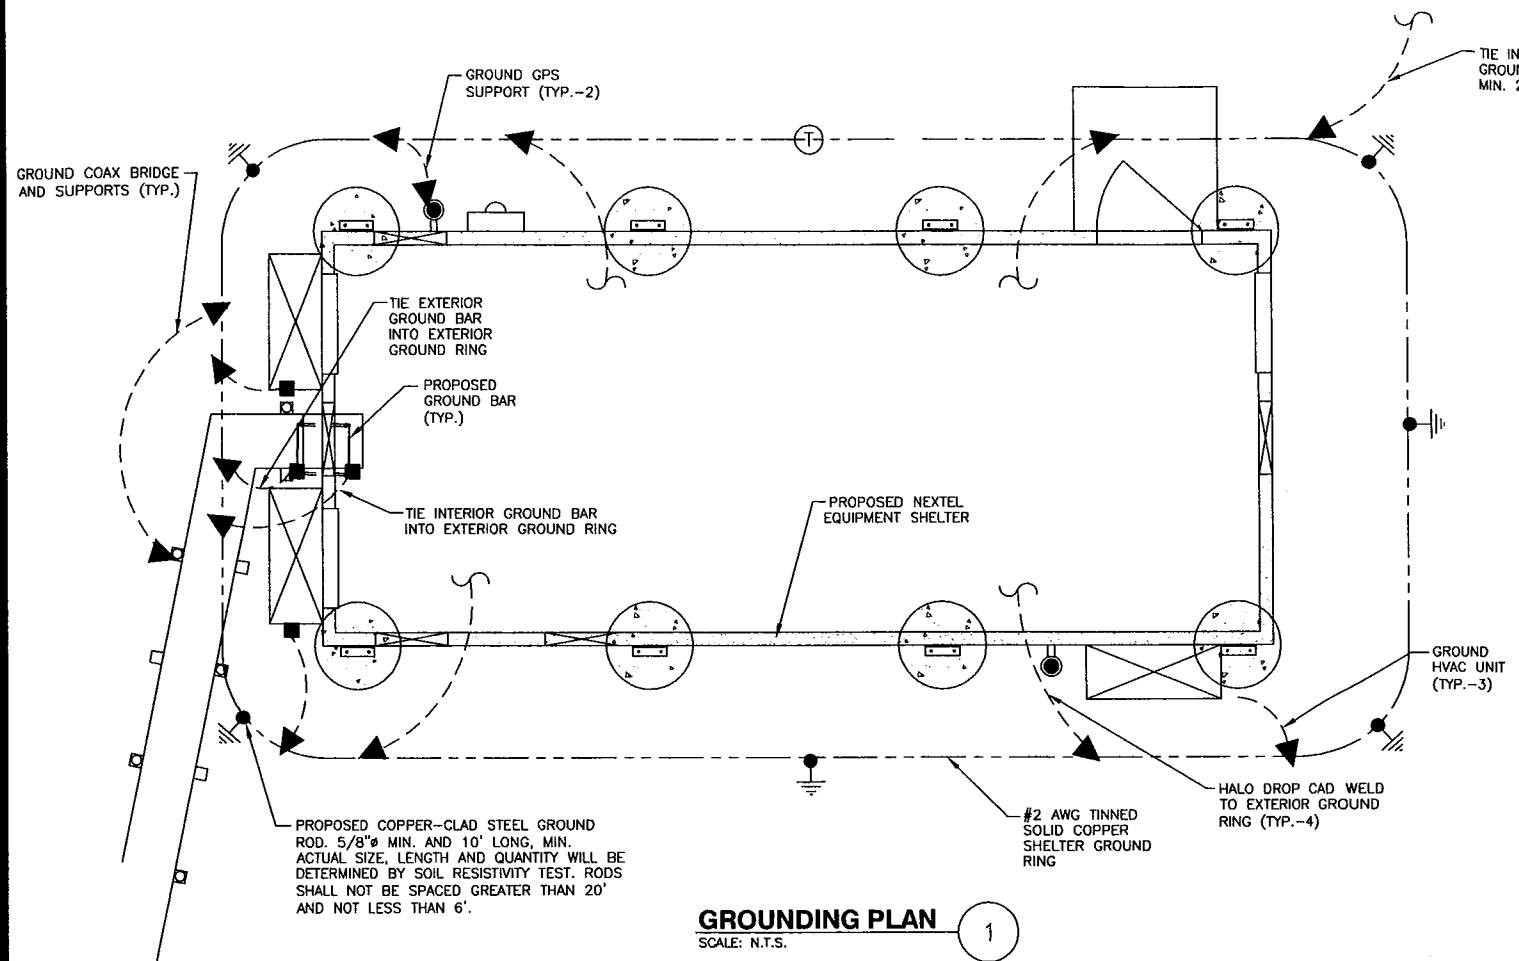 GROUND GPS
SUPPORT (TYP.-2)
TIE IN
GROUN
MIN. 2
T
GROUND COAX BRIDGE
AND SUPPORTS (TYP.)
TIE EXTERIOR
GROUND BAR
INTO EXTERIOR
GROUND RING
PROPOSED
GROUND BAR
(TYP.)
TIE INTERIOR GROUND BAR
INTO EXTERIOR GROUND RING
PROPOSED NEXTEL
EQUIPMENT SHELTER
GROUND
HVAC UNIT
(TYP.-3)
HALO DROP CAD WELD
TO EXTERIOR GROUND
RING (TYP.-4)
#2 AWG TINNED
SOLID COPPER
SHELTER GROUND
RING
PROPOSED COPPER-CLAD STEEL GROUND
ROD. 5/8"ø MIN. AND 10' LONG, MIN.
ACTUAL SIZE, LENGTH AND QUANTITY WILL BE
DETERMINED BY SOIL RESISTIVITY TEST. RODS
SHALL NOT BE SPACED GREATER THAN 20'
AND NOT LESS THAN 6'.
GROUNDING PLAN
SCALE: N.T.S.
1